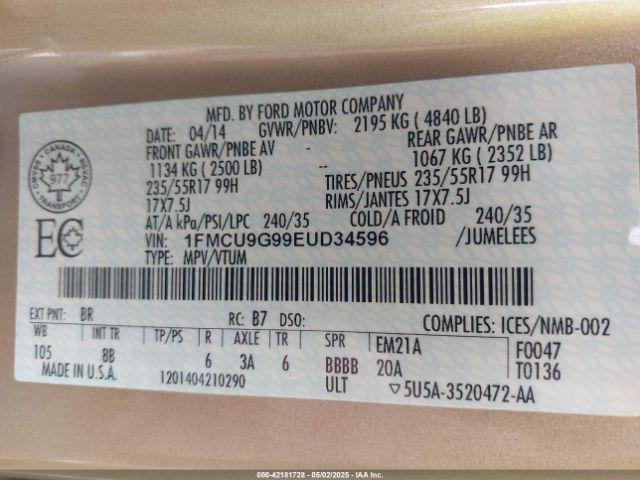 MFD. BY FORD MOTOR COMPANY
DATE: 04/14 GVWR/PNBV: 2195 KG ( 4840 LB)
FRONT GAWR/PNBE AV - REAR GAWR/PNBE AR
1134 KG ( 2500 LB) -- 1067 KG ( 2352 LB)
235/55R17 99H TIRES/PNEUS 235/55R17 99H
17X7.5J RIMS/JANTES 17X7.5J
AT/A kPa/PSI/LPC 240/35 COLD/A FROID 240/35
VIN: 1FMCU9G99EUD34596 /JUMELEES
TYPE: MPV/VTUM
CANADA
977
TRANSPORT
EC
EXT PNT: BR RC: B7 DSO: COMPLIES: ICES/NMB-002
WB INT TR TP/PS R AXLE TR SPR EM21A F0047
105 8B 6 3A 6 BBBB 20A T0136
MADE IN U.S.A. 1201404210290 ULT ▽5U5A-3520472-AA
000-42181728 - 05/02/2025 - IAA, Inc.